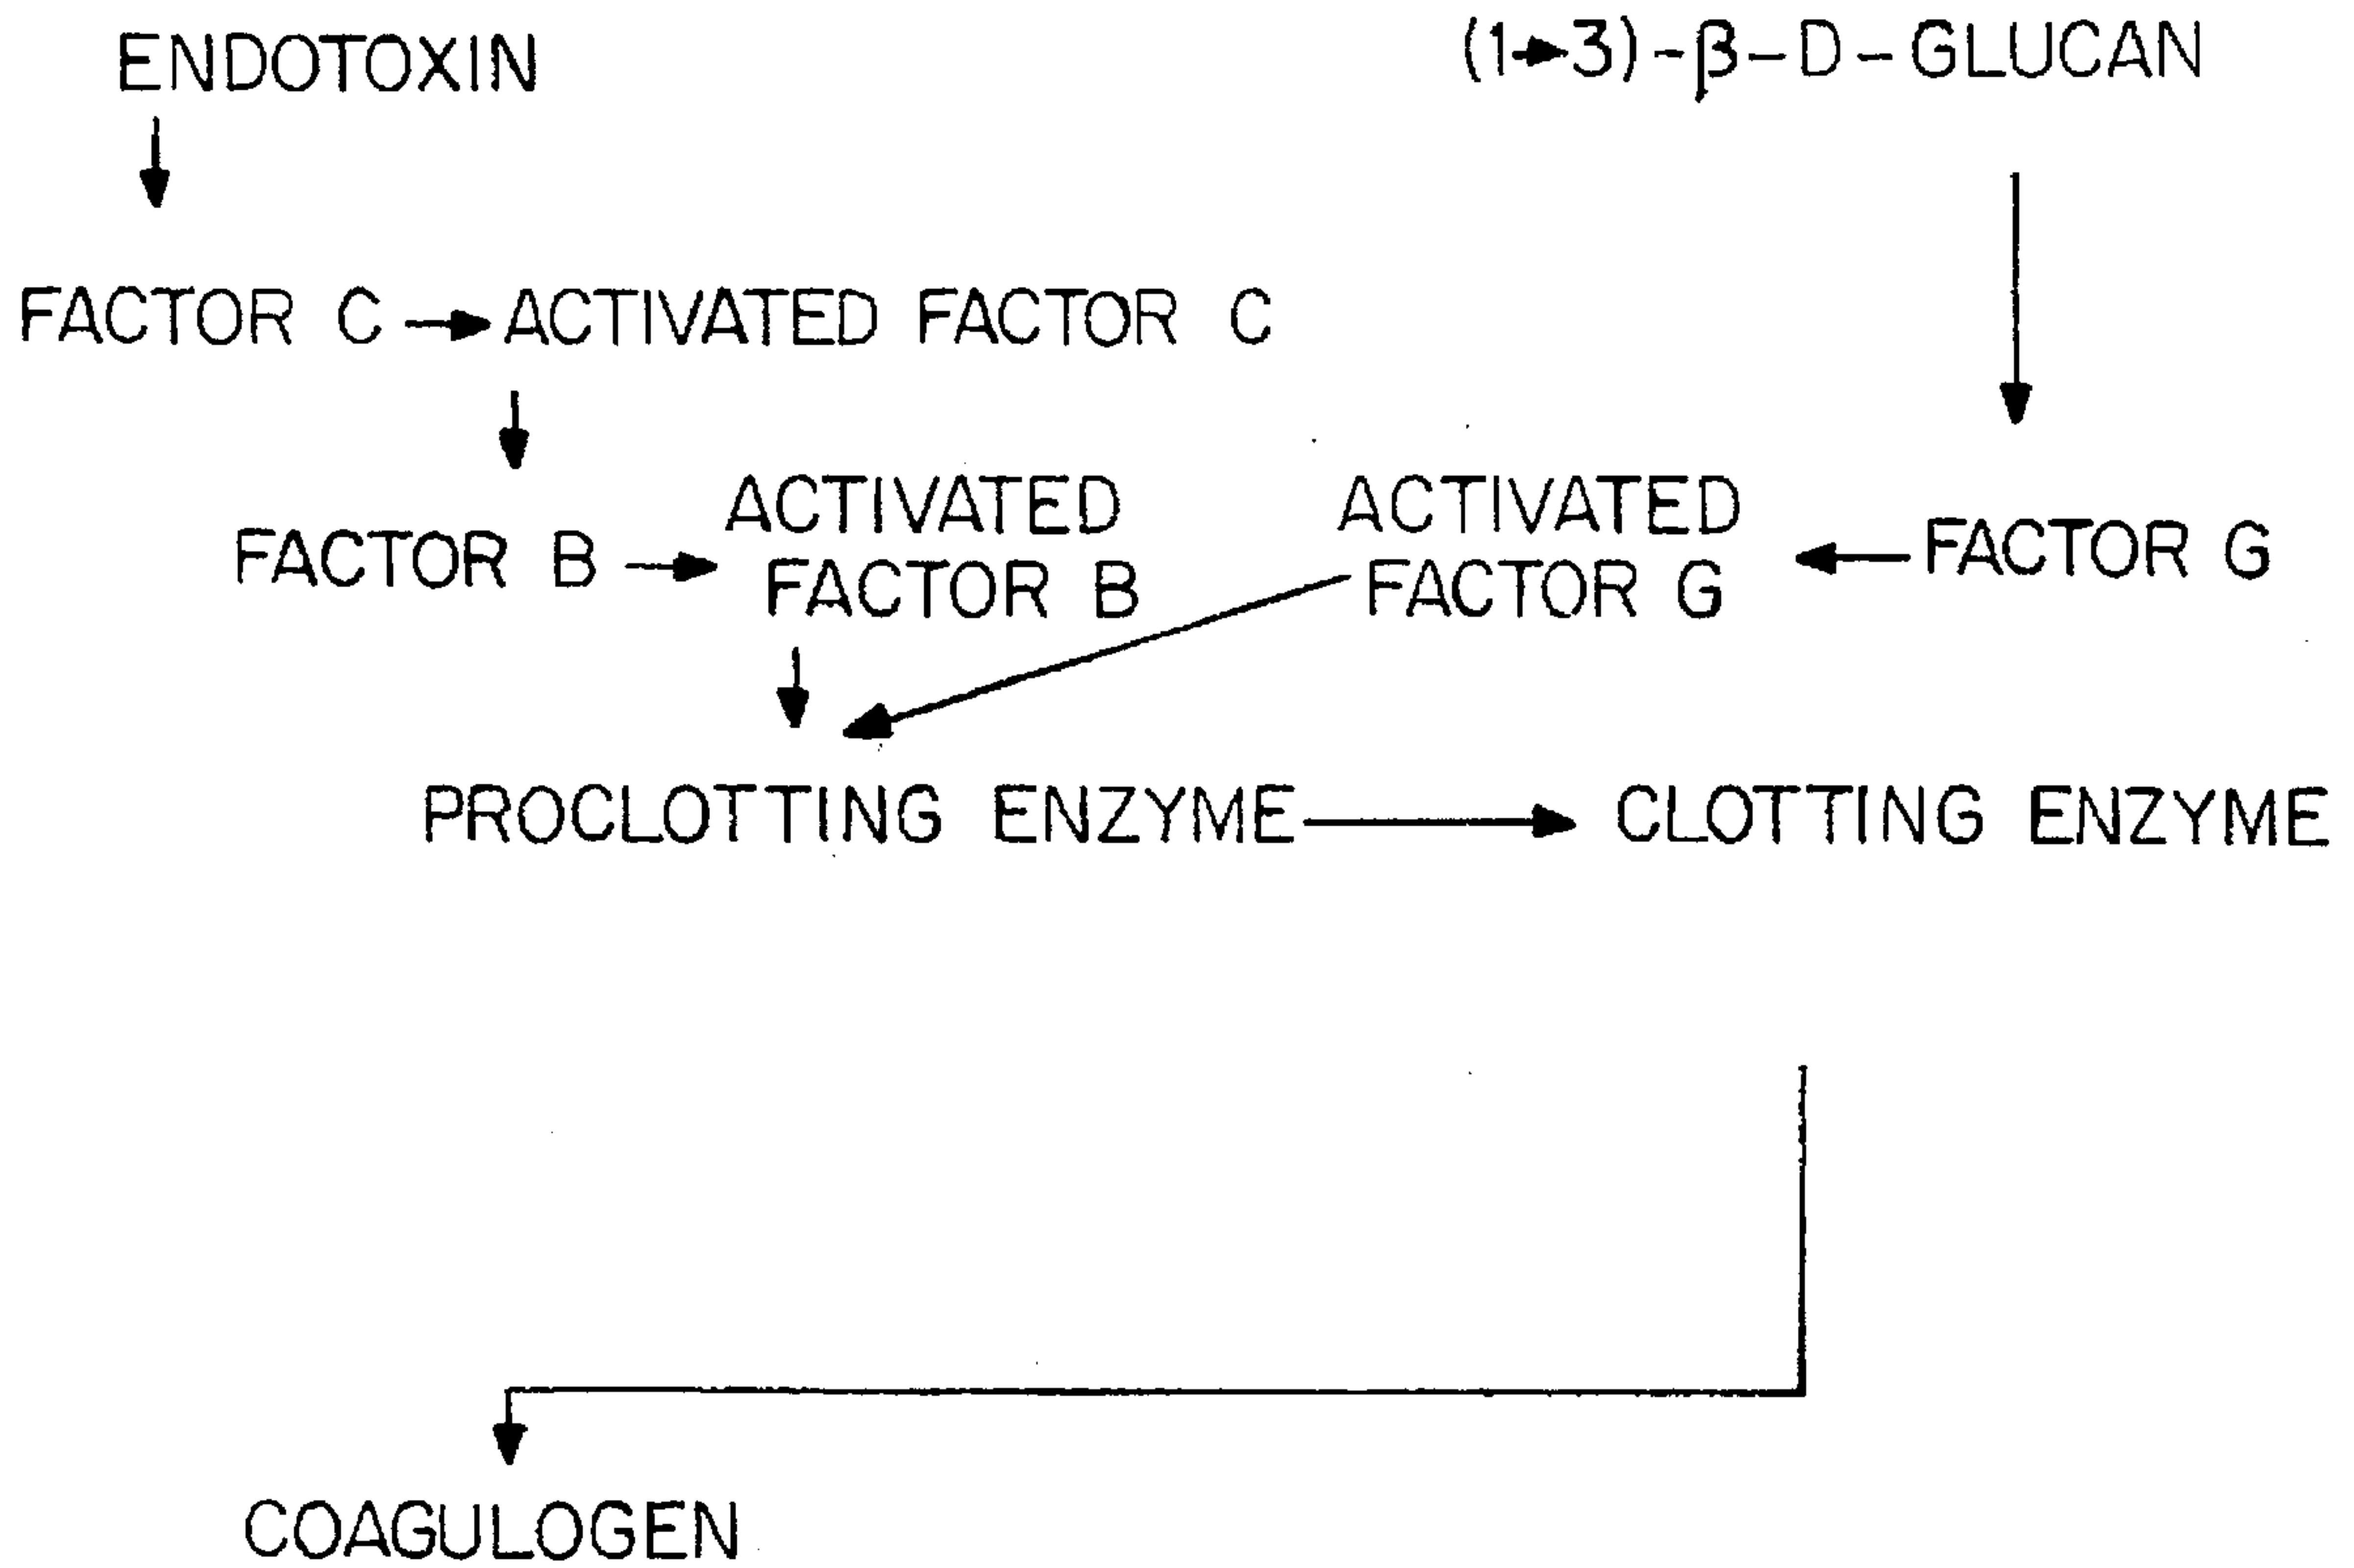 ENDOTOXIN
(1→3)-β-D-GLUCAN
FACTOR C → ACTIVATED FACTOR C
FACTOR B →
ACTIVATED
FACTOR B
ACTIVATED
FACTOR G
← FACTOR G
PROCLOTTING ENZYME → CLOTTING ENZYME
COAGULOGEN